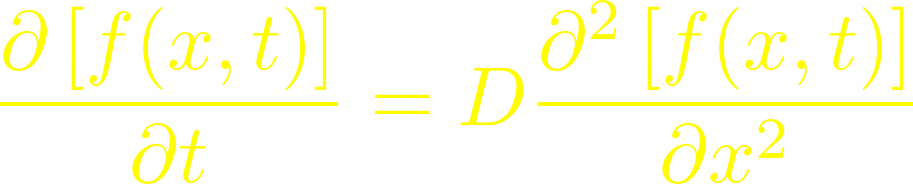 ∂[f(x,t)]/∂t = D ∂²[f(x,t)]/∂x²